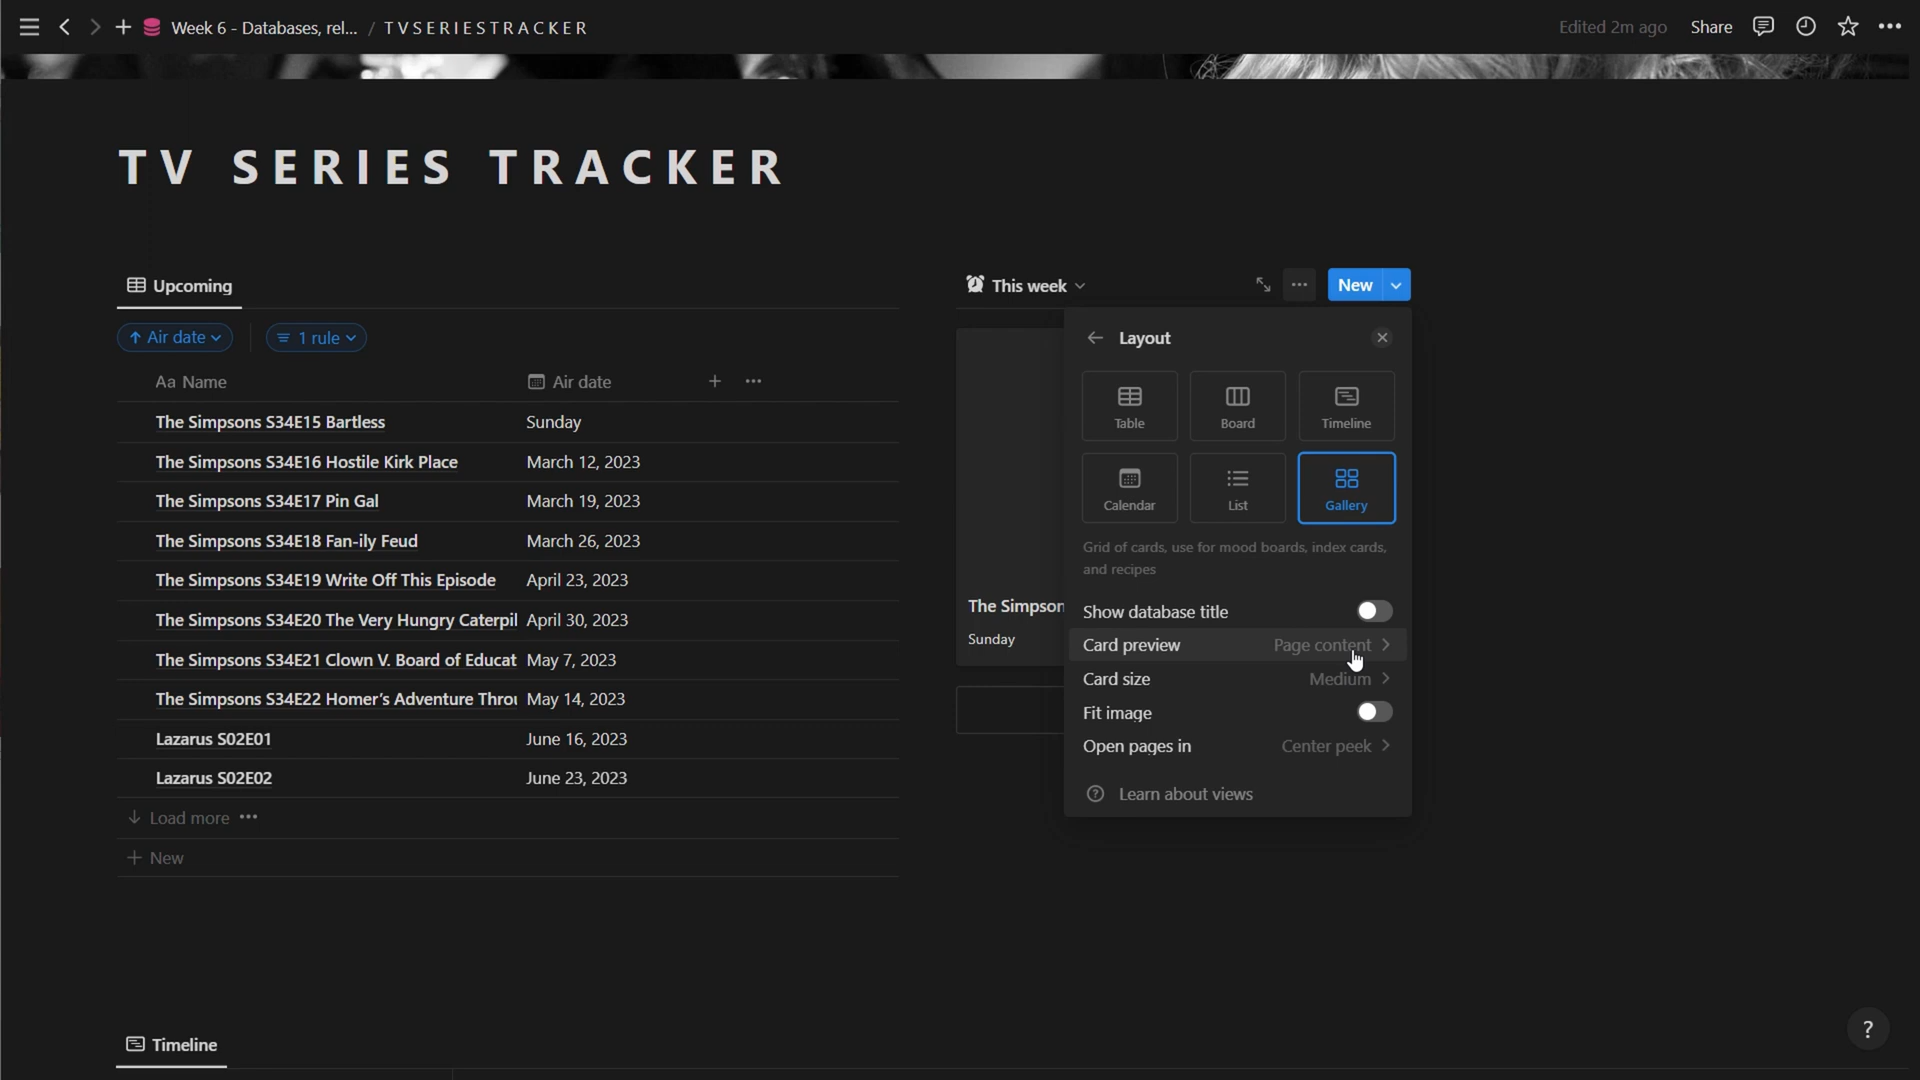 Week 6 - Databases, rel... / T V S E R I E S T R A C K E R
Edited 2m ago Share
T V  S E R I E S  T R A C K E R
Upcoming
Air date 1 rule
Aa Name Air date
The Simpsons S34E15 Bartless Sunday
The Simpsons S34E16 Hostile Kirk Place March 12, 2023
The Simpsons S34E17 Pin Gal March 19, 2023
The Simpsons S34E18 Fan-ily Feud March 26, 2023
The Simpsons S34E19 Write Off This Episode April 23, 2023
The Simpsons S34E20 The Very Hungry Caterpil April 30, 2023
The Simpsons S34E21 Clown V. Board of Educat May 7, 2023
The Simpsons S34E22 Homer's Adventure Throu May 14, 2023
Lazarus S02E01 June 16, 2023
Lazarus S02E02 June 23, 2023
Load more
New
This week New
The Simpson
Sunday
Layout
Table Board Timeline
Calendar List Gallery
Grid of cards, use for mood boards, index cards,
and recipes
Show database title
Card preview Page content
Card size Medium
Fit image
Open pages in Center peek
? Learn about views
Timeline
?